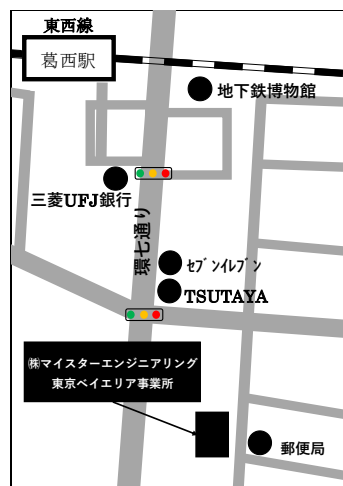 東西線
葛西駅
地下鉄博物館
三菱UFJ銀行
環七通り
ｾﾌﾞﾝｲﾚﾌﾞﾝ
TSUTAYA
㈱マイスターエンジニアリング
東京ベイエリア事業所
郵便局